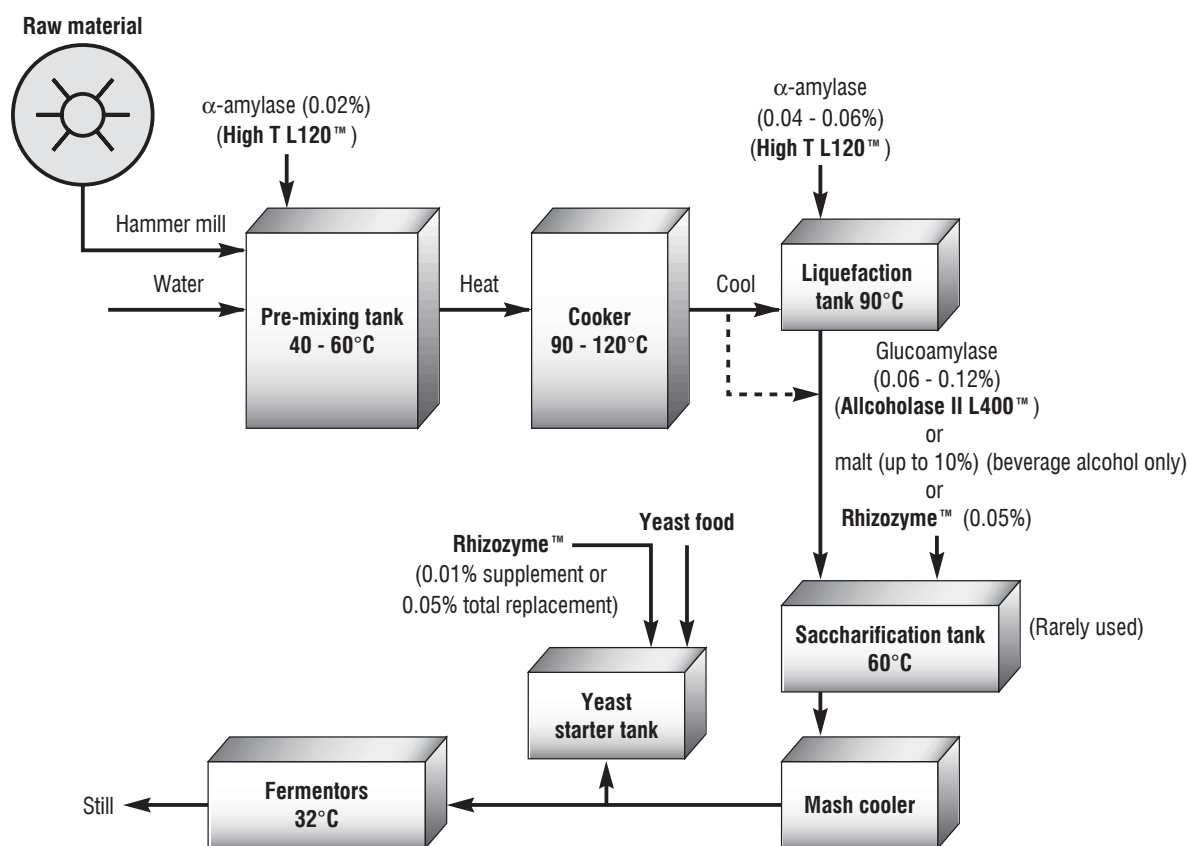 Raw material
α-amylase (0.02%)
(High T L120™)
Hammer mill
Water
Pre-mixing tank
40 - 60°C
Heat
Cooker
90 - 120°C
Cool
α-amylase
(0.04 - 0.06%)
(High T L120™ )
Liquefaction
tank 90°C
Glucoamylase
(0.06 - 0.12%)
(Allcoholase II L400™ )
or
malt (up to 10%) (beverage alcohol only)
or
Rhizozyme™ (0.05%)
Yeast food
Rhizozyme™
(0.01% supplement or
0.05% total replacement)
Saccharification tank
60°C
(Rarely used)
Yeast
starter tank
Mash cooler
Fermentors
32°C
Still